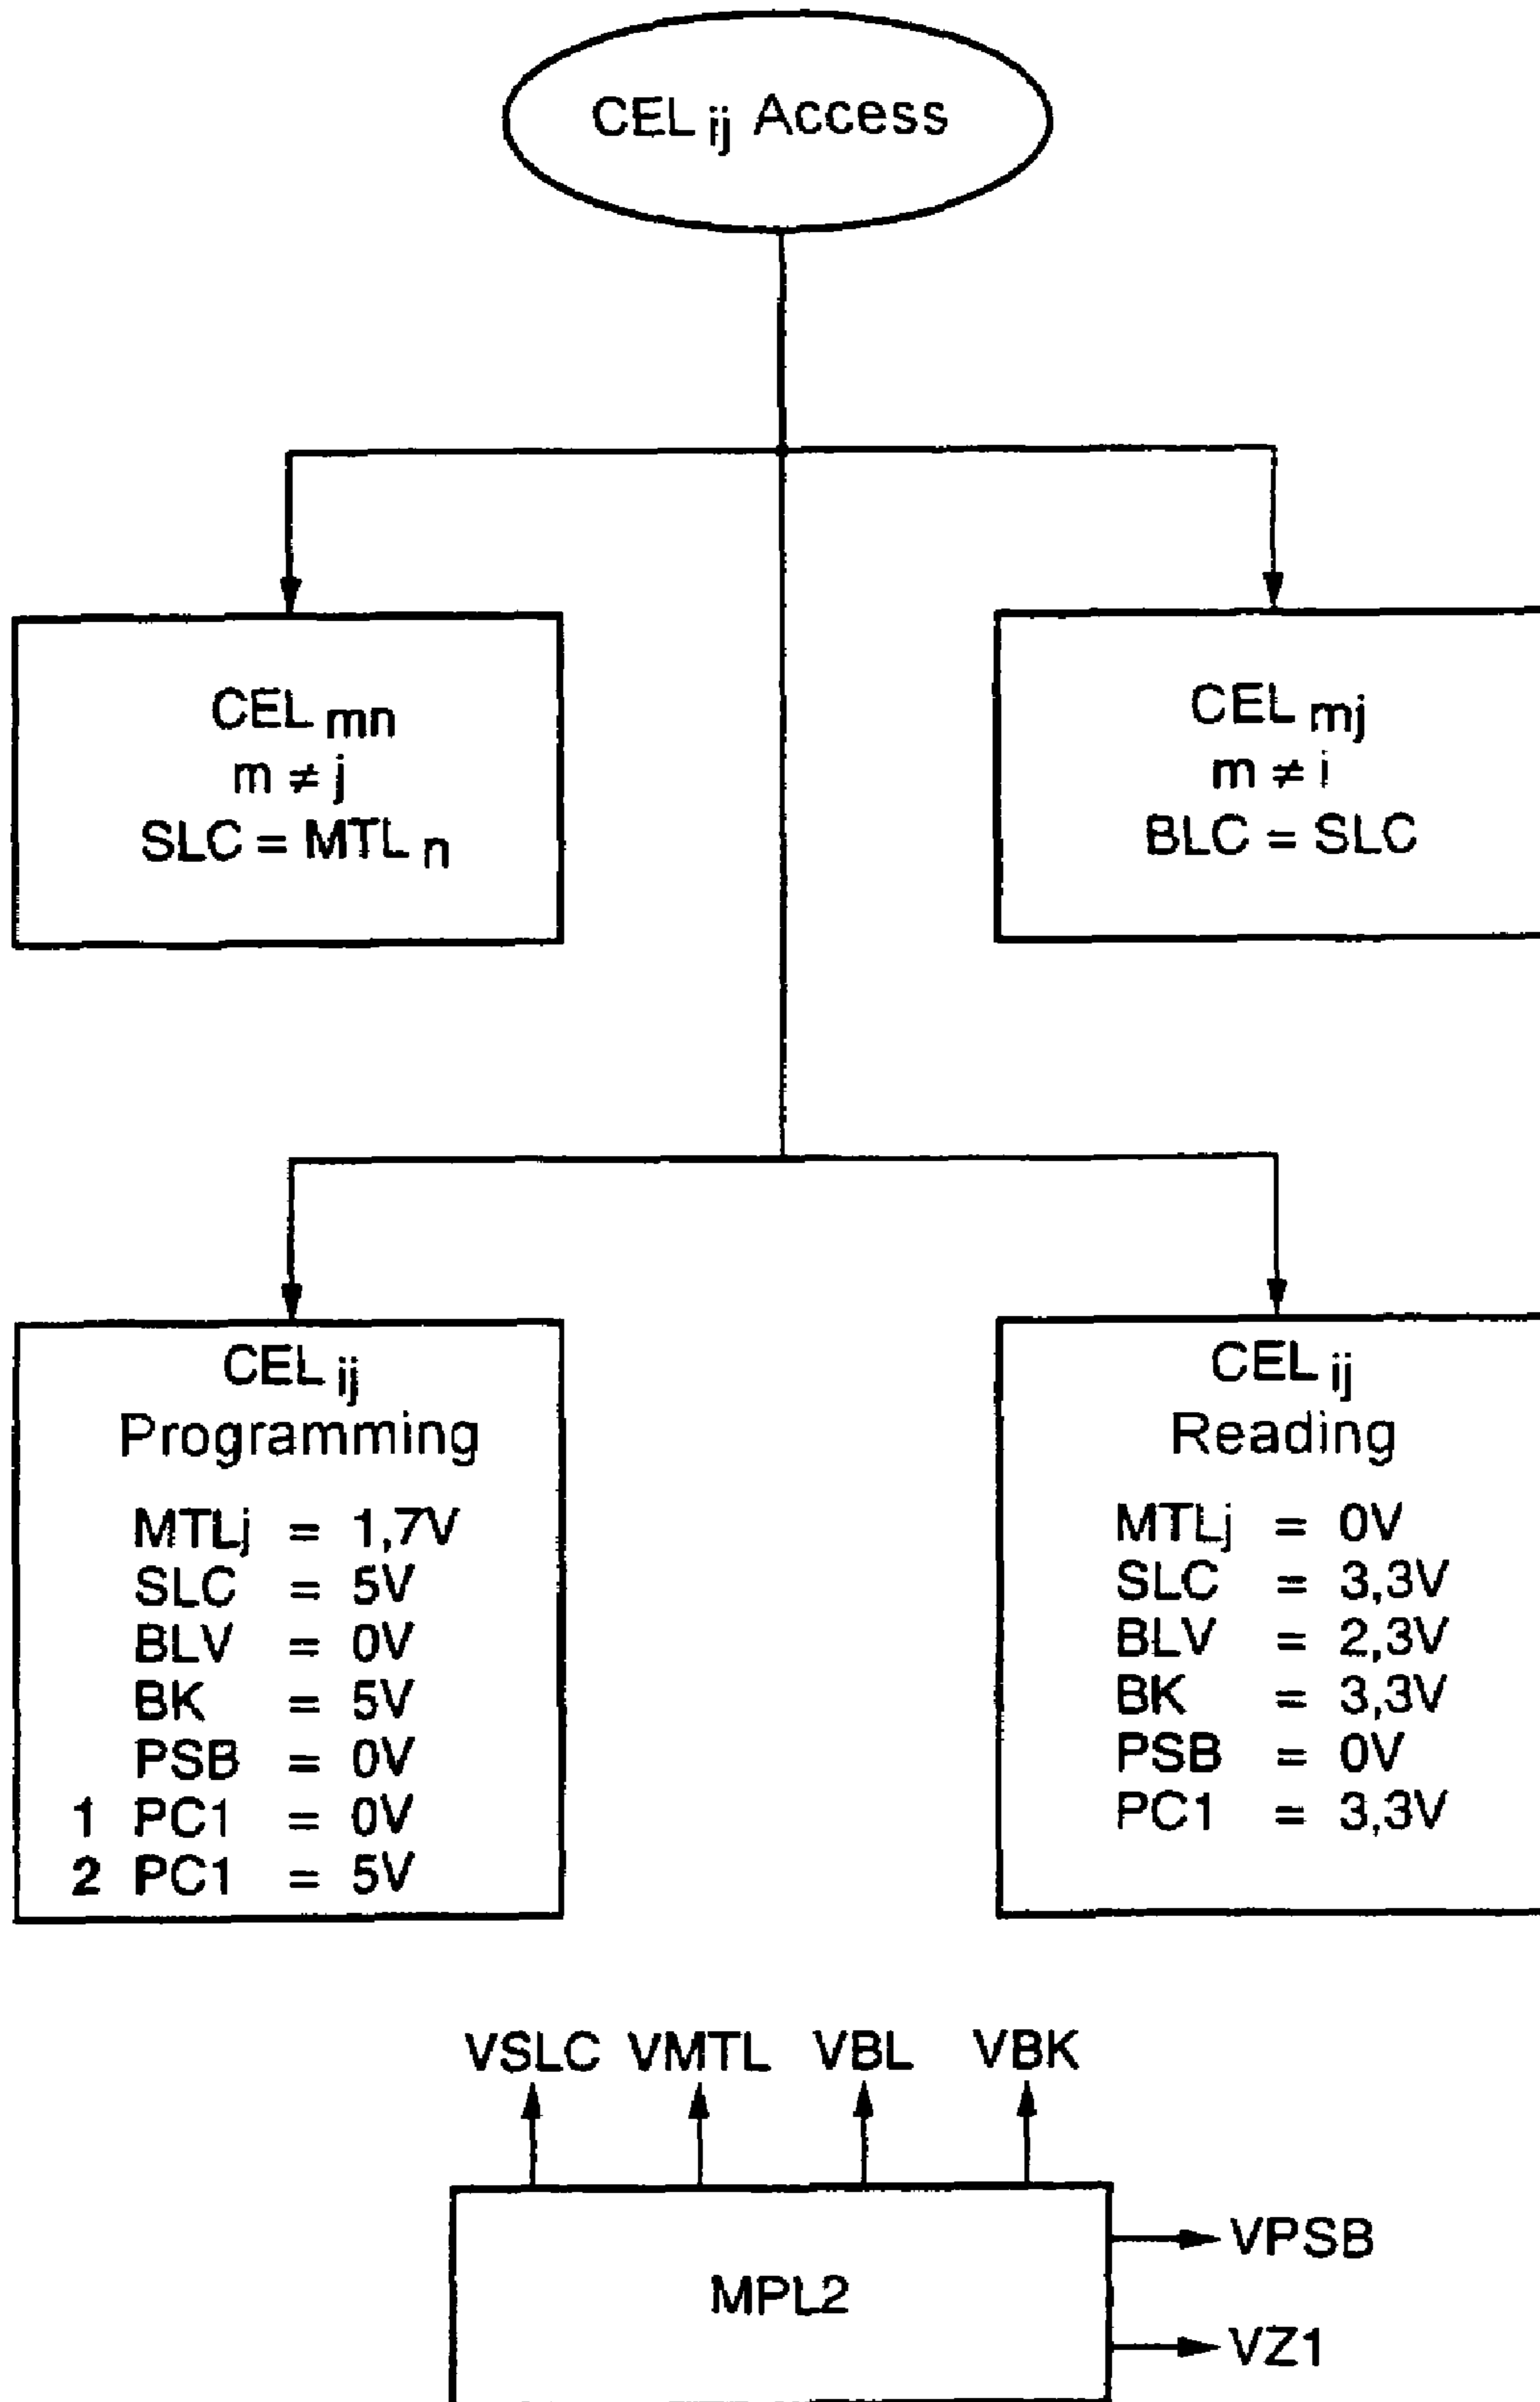 CEL ij Access
CEL mn
m ≠ j
SLC = MTL n
CEL mj
m ≠ i
BLC = SLC
CEL ij
Programming
MTLj = 1,7V
SLC = 5V
BLV = 0V
BK = 5V
PSB = 0V
1 PC1 = 0V
2 PC1 = 5V
CEL ij
Reading
MTLj = 0V
SLC = 3,3V
BLV = 2,3V
BK = 3,3V
PSB = 0V
PC1 = 3,3V
VSLC VMTL VBL VBK
VPSB
MPL2
VZ1